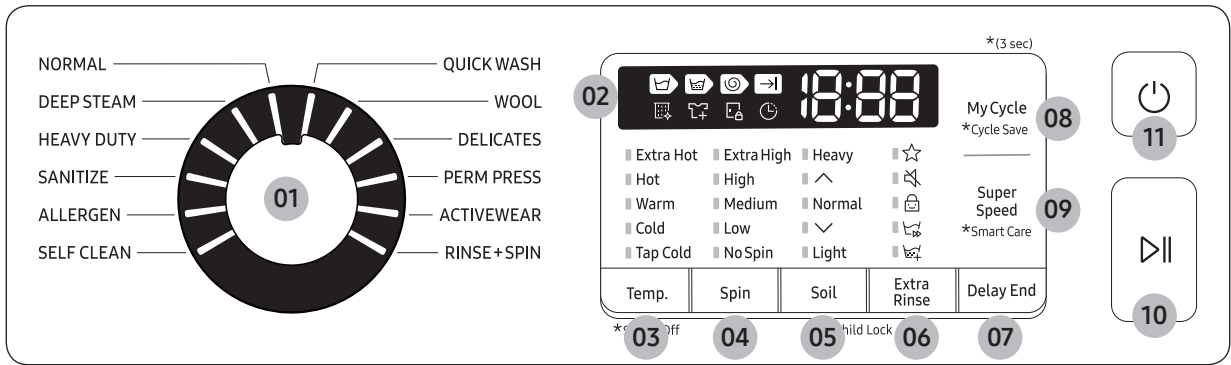 NORMAL
DEEP STEAM
HEAVY DUTY
SANITIZE
ALLERGEN
SELF CLEAN
01
QUICK WASH
WOOL
DELICATES
PERM PRESS
ACTIVEWEAR
RINSE+SPIN
02
18:88
Extra Hot
Hot
Warm
Cold
Tap Cold
Extra High
High
Medium
Low
No Spin
Heavy
Normal
Light
Temp.
Spin
Soil
Extra
Rinse
Delay End
*(3 sec)
My Cycle
*Cycle Save
08
Super
Speed
*Smart Care
09
03
04
05
Lock
06
07
11
10